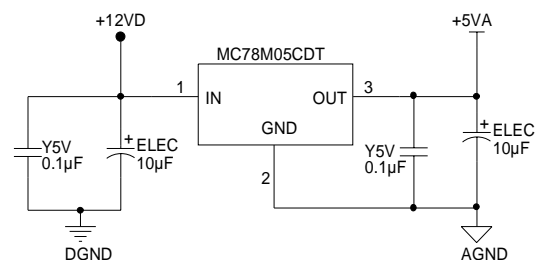 +12VD
+5VA
MC78M05CDT
1
3
IN
OUT
GND
2
Y5V
0.1µF
+
ELEC
10µF
Y5V
0.1µF
+
ELEC
10µF
DGND
AGND